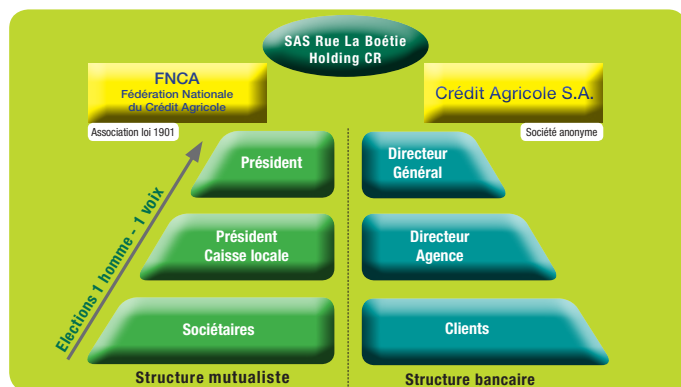 SAS Rue La Boétie
Holding CR
FNCA
Fédération Nationale
du Crédit Agricole
Association loi 1901
Crédit Agricole S.A.
Société anonyme
Elections 1 homme - 1 voix
Président
Directeur
Général
Président
Caisse locale
Directeur
Agence
Sociétaires
Clients
Structure mutualiste
Structure bancaire